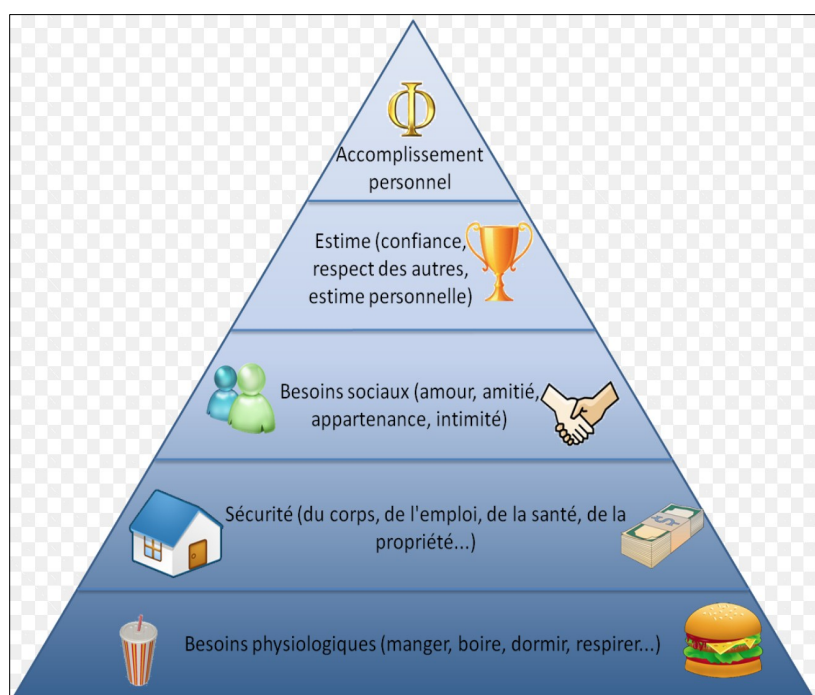 Φ
Accomplissement
personnel
Estime (confiance,
respect des autres,
estime personnelle)
Besoins sociaux (amour, amitié,
appartenance, intimité)
Sécurité (du corps, de l'emploi, de la santé, de la
propriété...)
Besoins physiologiques (manger, boire, dormir, respirer...)